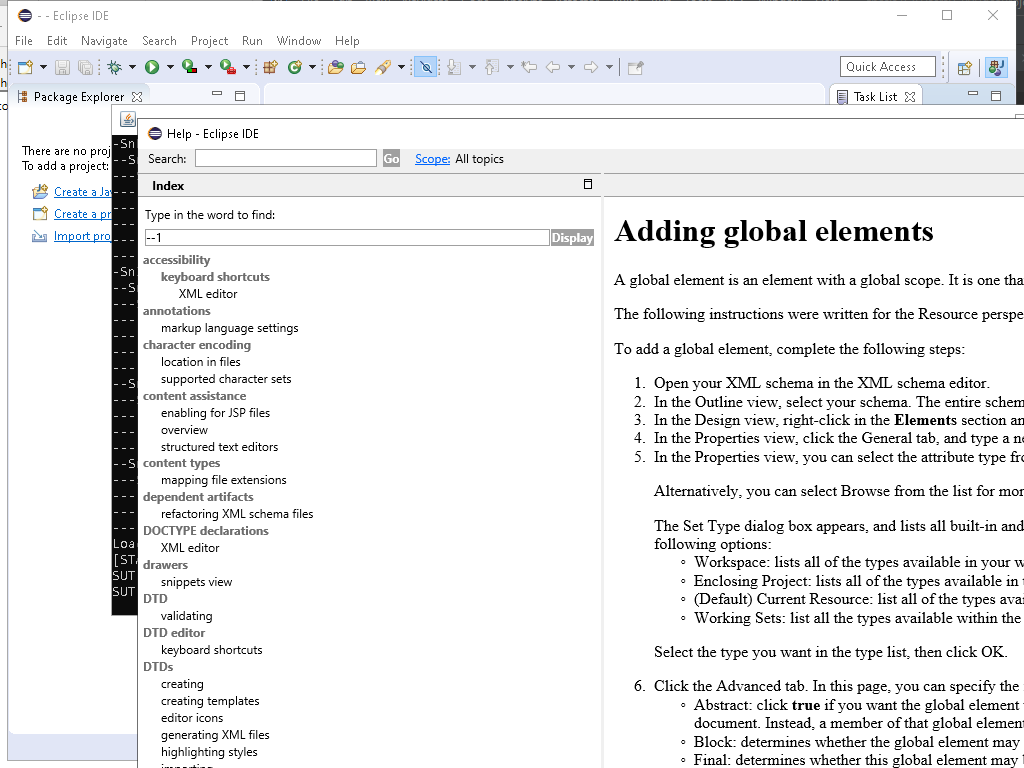 - - Eclipse IDE
File Edit Navigate Search Project Run Window Help
Quick Access
Package Explorer
Task List
There are no proj
To add a project:
Create a Ja
Create a pr
Import pro
Loa
[STA
SUT
SUT
Help - Eclipse IDE
Search: Go Scope: All topics
Index
Type in the word to find:
--1 Display
accessibility
keyboard shortcuts
XML editor
annotations
markup language settings
character encoding
location in files
supported character sets
content assistance
enabling for JSP files
overview
structured text editors
content types
mapping file extensions
dependent artifacts
refactoring XML schema files
DOCTYPE declarations
XML editor
drawers
snippets view
DTD
validating
DTD editor
keyboard shortcuts
DTDs
creating
creating templates
editor icons
generating XML files
highlighting styles
importing
Adding global elements
A global element is an element with a global scope. It is one tha
The following instructions were written for the Resource perspe
To add a global element, complete the following steps:
1. Open your XML schema in the XML schema editor.
2. In the Outline view, select your schema. The entire schem
3. In the Design view, right-click in the Elements section an
4. In the Properties view, click the General tab, and type a ne
5. In the Properties view, you can select the attribute type fro
Alternatively, you can select Browse from the list for mor
The Set Type dialog box appears, and lists all built-in and
following options:
◦ Workspace: lists all of the types available in your w
◦ Enclosing Project: lists all of the types available in t
◦ (Default) Current Resource: list all of the types avai
◦ Working Sets: list all the types available within the
Select the type you want in the type list, then click OK.
6. Click the Advanced tab. In this page, you can specify the
◦ Abstract: click true if you want the global element
document. Instead, a member of that global element
◦ Block: determines whether the global element may
◦ Final: determines whether this global element may b